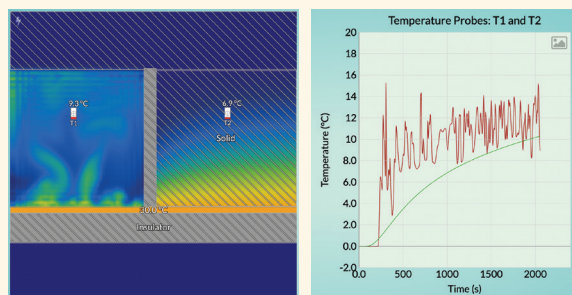 9.3 °C
T1
6.9 °C
T2
Solid
Insulator
Temperature Probes: T1 and T2
Temperature (°C)
20
18
16
14
12
10
8.0
6.0
4.0
2.0
0.0
-2.0
0.0
500
1000
1500
2000
Time (s)